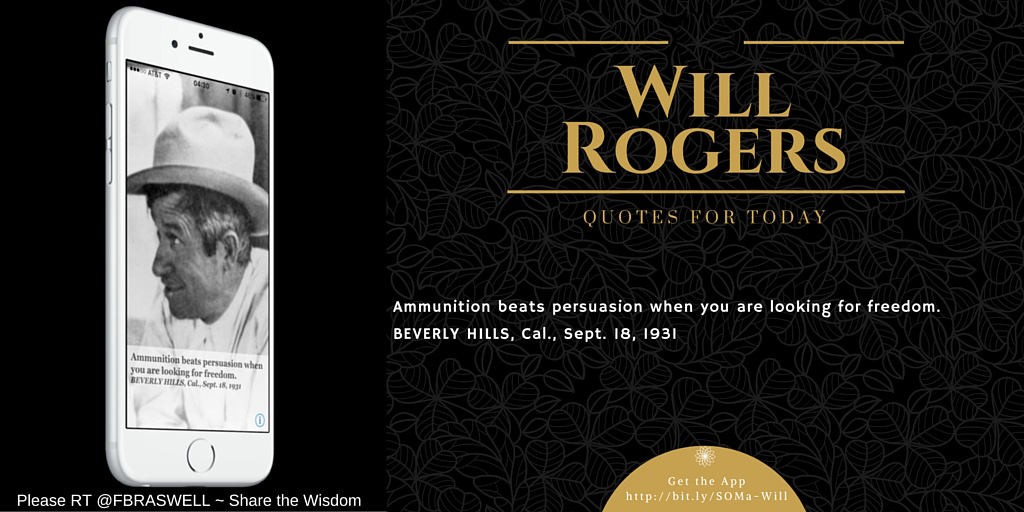 AT&T
04:30
Ammunition beats persuasion when
you are looking for freedom.
BEVERLY HILLS, Cal., Sept. 18, 1931
Please RT @FBRASWELL ~ Share the Wisdom
WILL
ROGERS
QUOTES FOR TODAY
Ammunition beats persuasion when you are looking for freedom.
BEVERLY HILLS, Cal., Sept. 18, 1931
Get the App
http://bit.ly/SOMa-Will